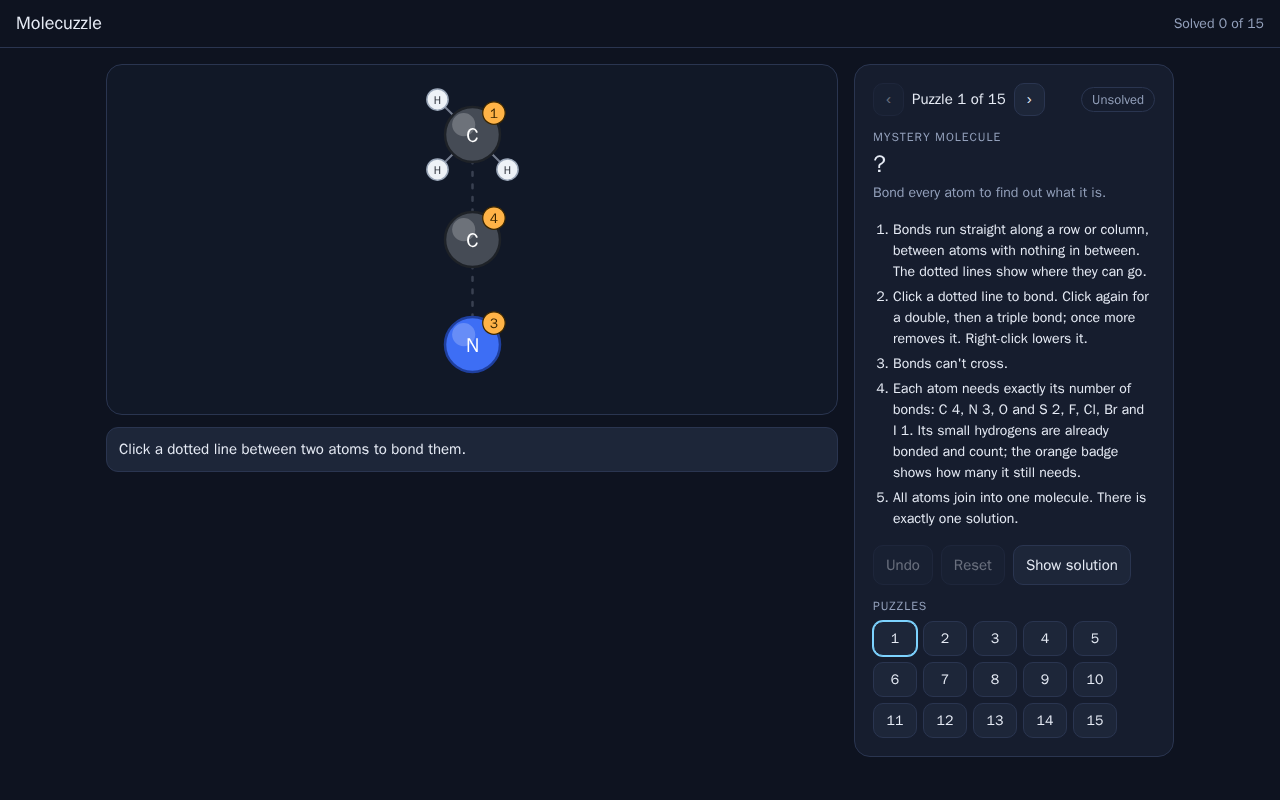 Molecuzzle
Solved 0 of 15
H
1
C
H
H
4
C
3
N
Click a dotted line between two atoms to bond them.
‹
Puzzle 1 of 15
›
Unsolved
MYSTERY MOLECULE
?
Bond every atom to find out what it is.
1. Bonds run straight along a row or column,
between atoms with nothing in between.
The dotted lines show where they can go.
2. Click a dotted line to bond. Click again for
a double, then a triple bond; once more
removes it. Right-click lowers it.
3. Bonds can't cross.
4. Each atom needs exactly its number of
bonds: C 4, N 3, O and S 2, F, Cl, Br and
I 1. Its small hydrogens are already
bonded and count; the orange badge
shows how many it still needs.
5. All atoms join into one molecule. There is
exactly one solution.
Undo
Reset
Show solution
PUZZLES
1 2 3 4 5
6 7 8 9 10
11 12 13 14 15